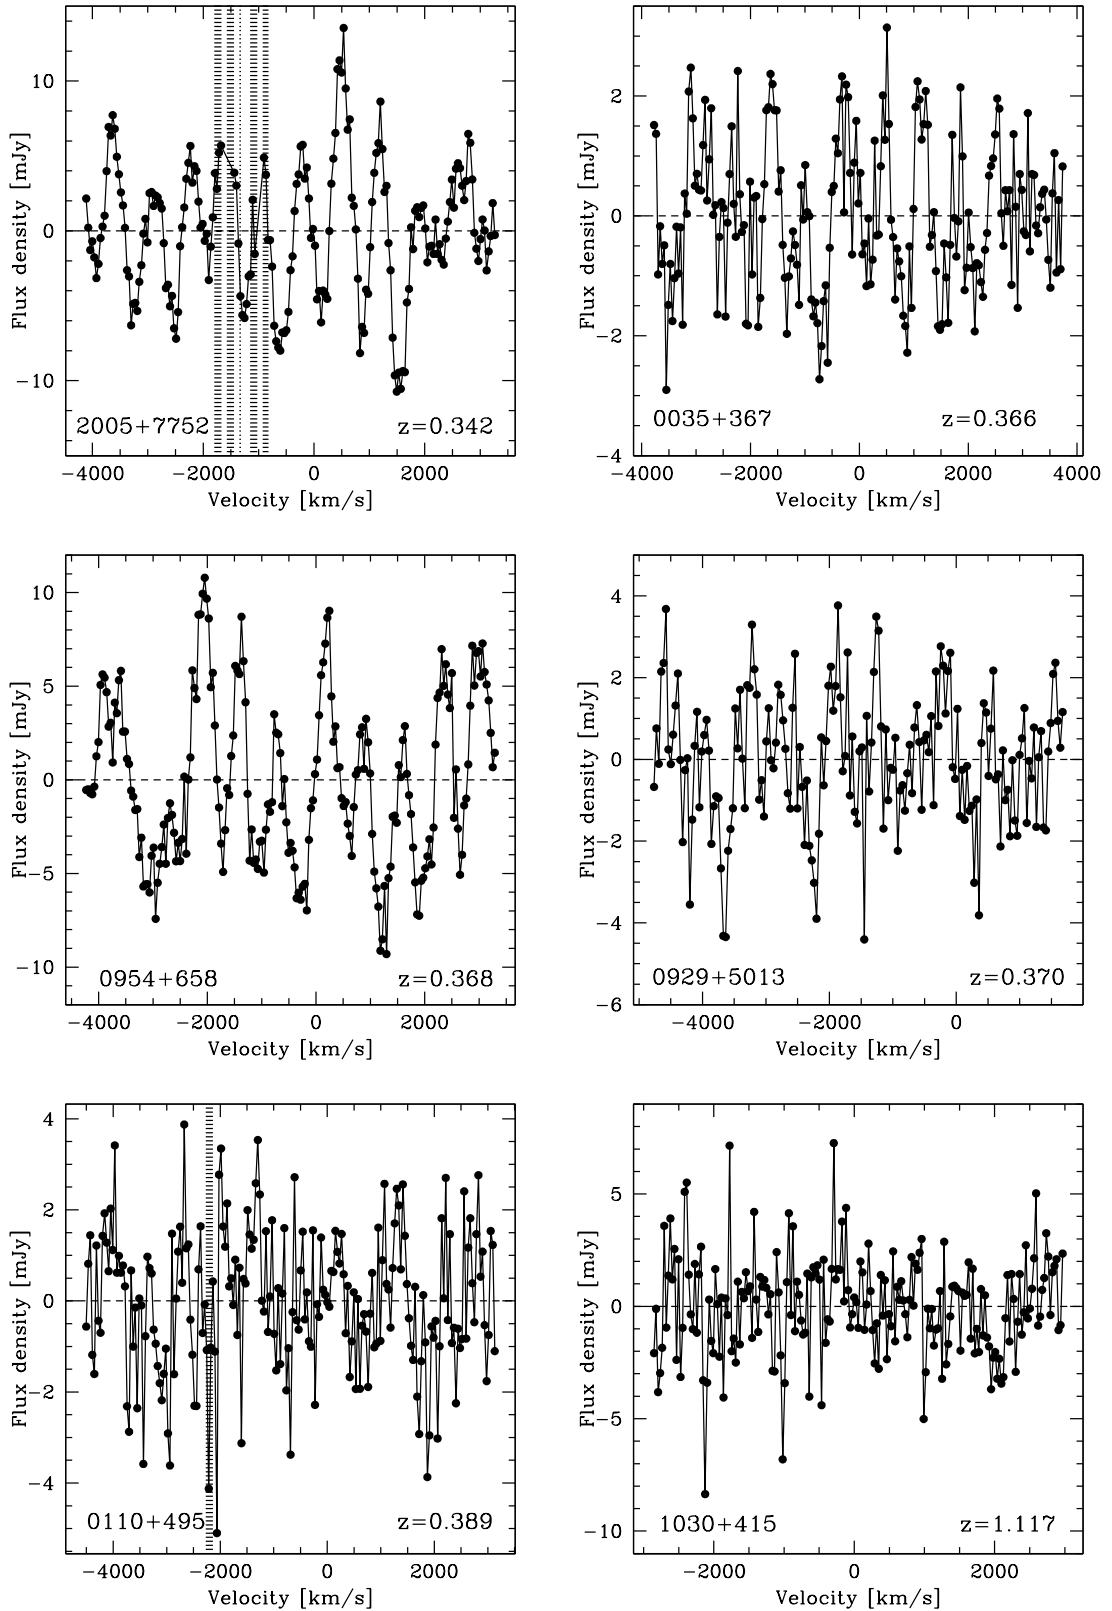 10
0
−10
Flux density [mJy]
2005+7752
z=0.342
−4000 −2000 0 2000
Velocity [km/s]
2
0
−2
−4
Flux density [mJy]
0035+367
z=0.366
−4000 −2000 0 2000 4000
Velocity [km/s]
10
5
0
−5
−10
Flux density [mJy]
0954+658
z=0.368
−4000 −2000 0 2000
Velocity [km/s]
4
2
0
−2
−4
−6
Flux density [mJy]
0929+5013
z=0.370
−4000 −2000 0
Velocity [km/s]
4
2
0
−2
−4
Flux density [mJy]
0110+495
z=0.389
−4000 −2000 0 2000
Velocity [km/s]
5
0
−5
−10
Flux density [mJy]
1030+415
z=1.117
−2000 0 2000
Velocity [km/s]